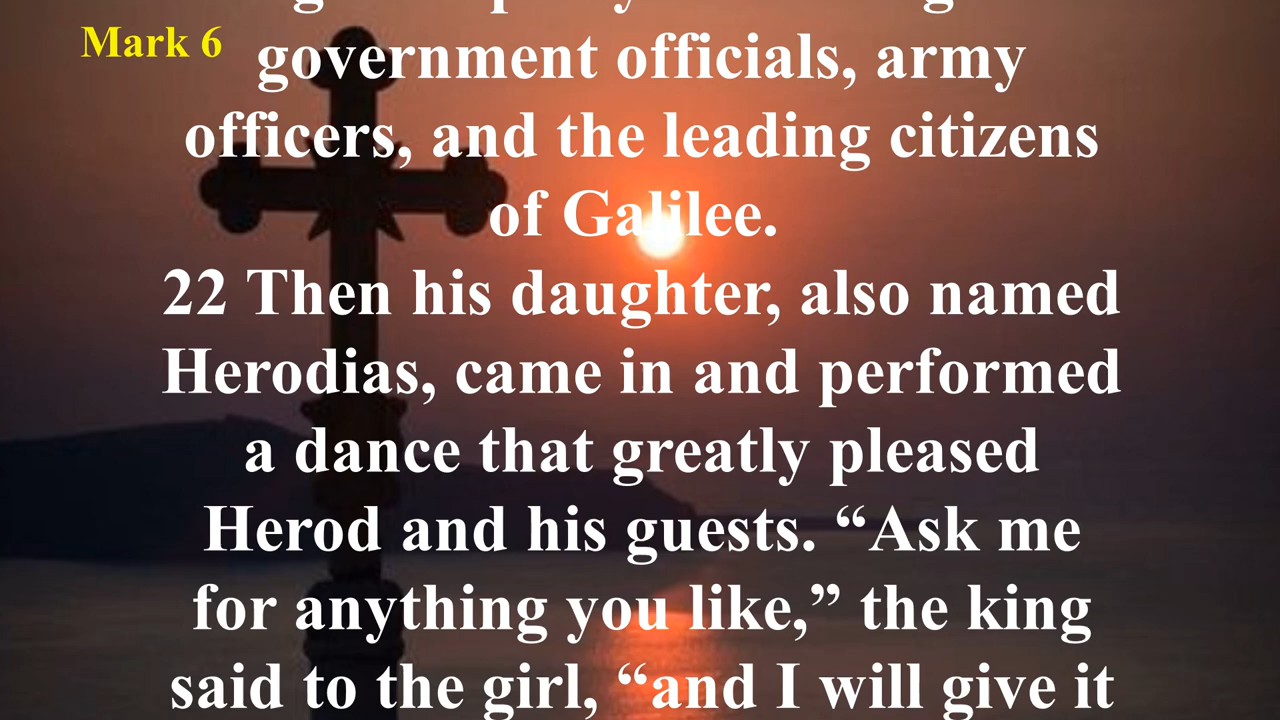 Mark 6
government officials, army
officers, and the leading citizens
of Galilee.
22 Then his daughter, also named
Herodias, came in and performed
a dance that greatly pleased
Herod and his guests. “Ask me
for anything you like,” the king
said to the girl, “and I will give it